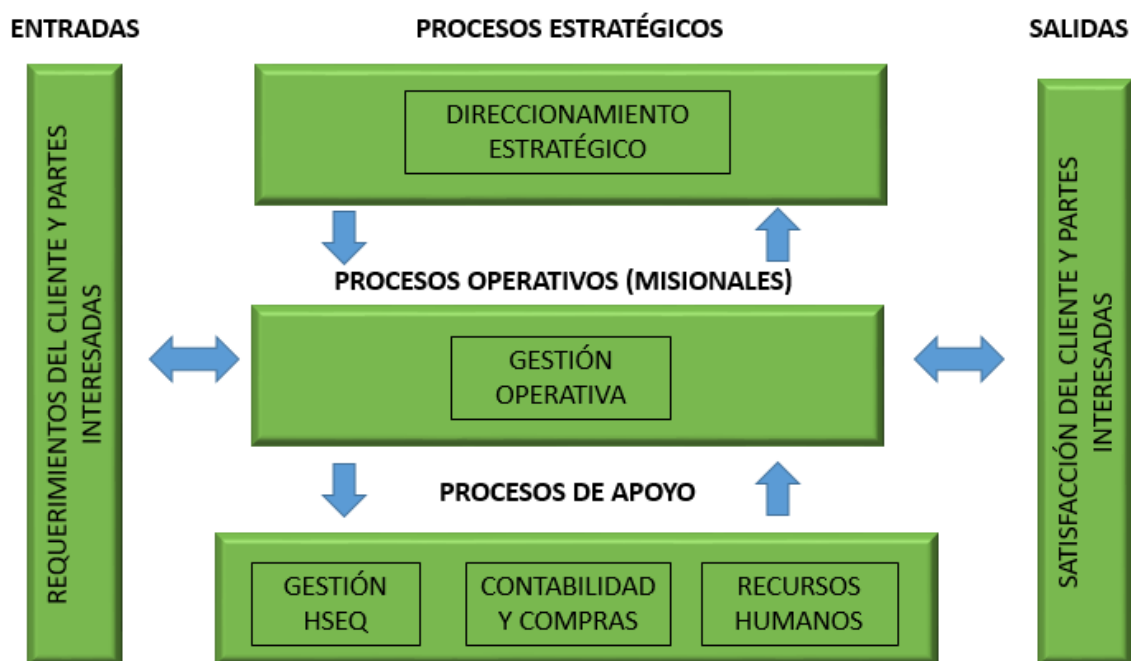 ENTRADAS
PROCESOS ESTRATÉGICOS
SALIDAS
REQUERIMIENTOS DEL CLIENTE Y PARTES
INTERESADAS
DIRECCIONAMIENTO
ESTRATÉGICO
PROCESOS OPERATIVOS (MISIONALES)
GESTIÓN
OPERATIVA
PROCESOS DE APOYO
GESTIÓN
HSEQ
CONTABILIDAD
Y COMPRAS
RECURSOS
HUMANOS
SATISFACCIÓN DEL CLIENTE Y PARTES
INTERESADAS